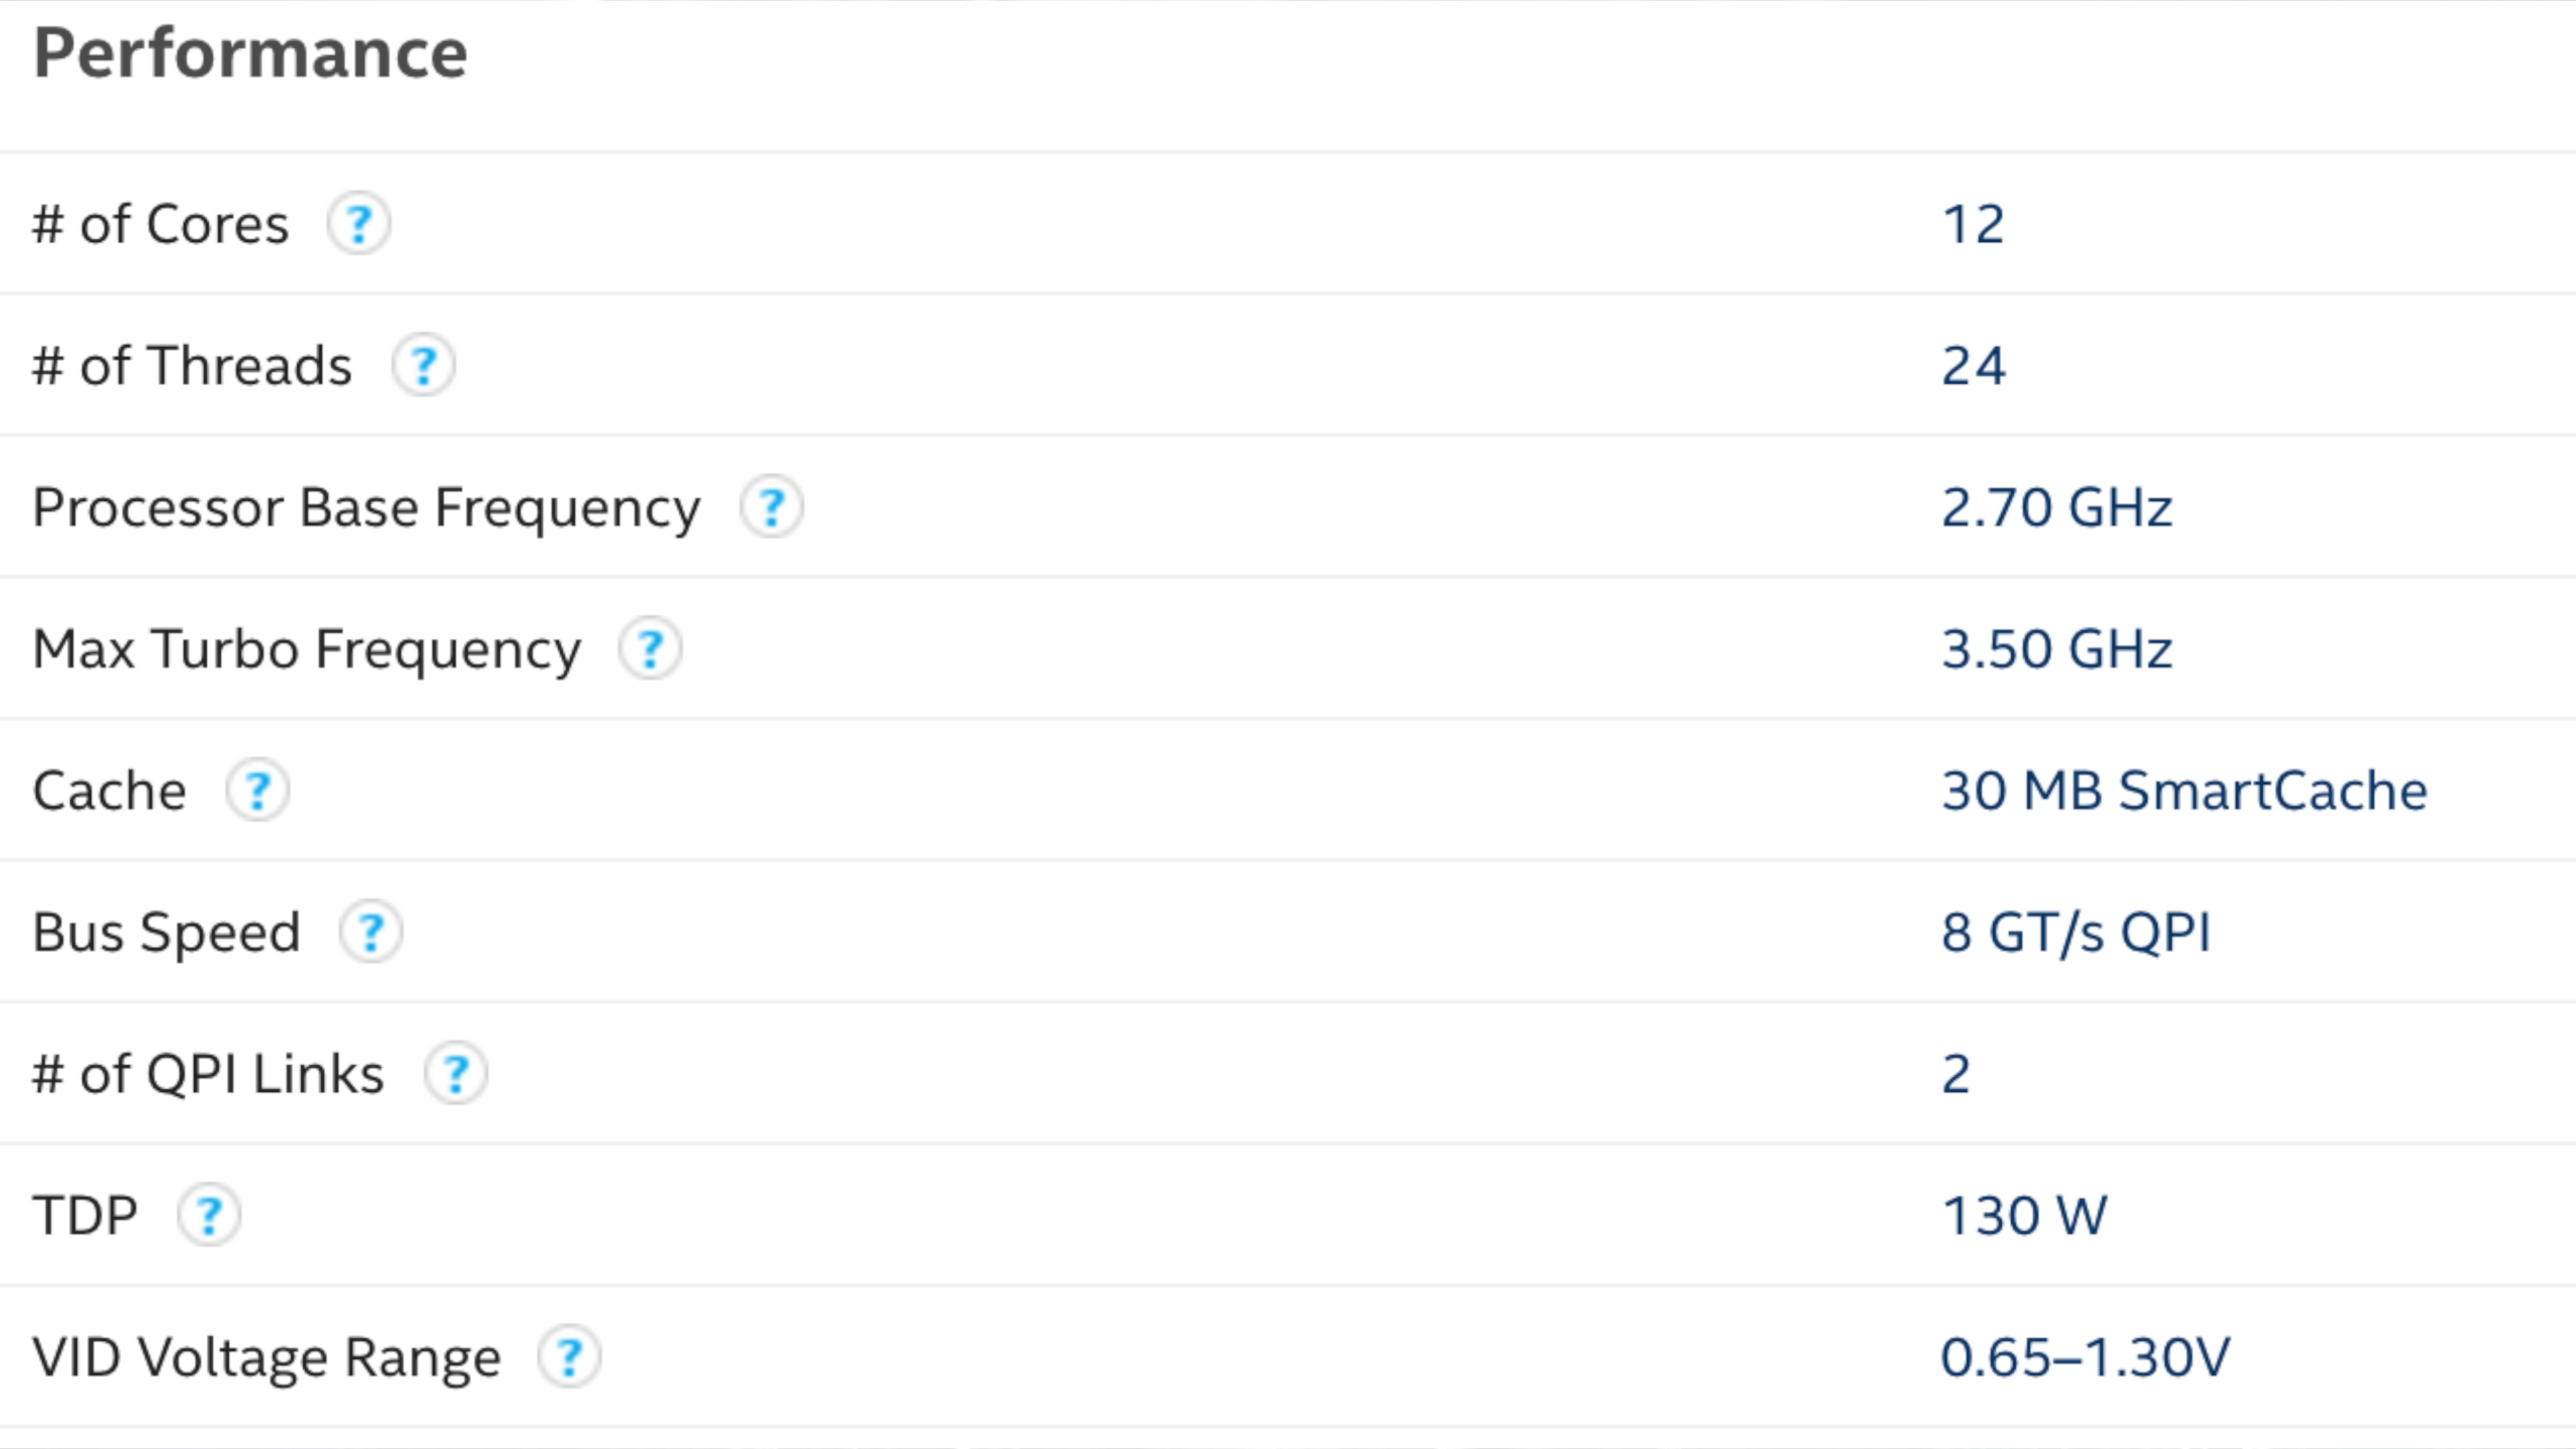 Performance
# of Cores ? 12
# of Threads ? 24
Processor Base Frequency ? 2.70 GHz
Max Turbo Frequency ? 3.50 GHz
Cache ? 30 MB SmartCache
Bus Speed ? 8 GT/s QPI
# of QPI Links ? 2
TDP ? 130 W
VID Voltage Range ? 0.65–1.30V